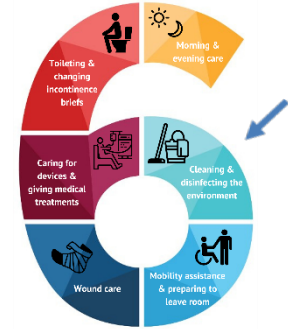 Morning &
evening care
Toileting &
changing
incontinence
briefs
Caring for
devices &
giving medical
treatments
Cleaning &
disinfecting the
environment
Wound care
Mobility assistance
& preparing to
leave room